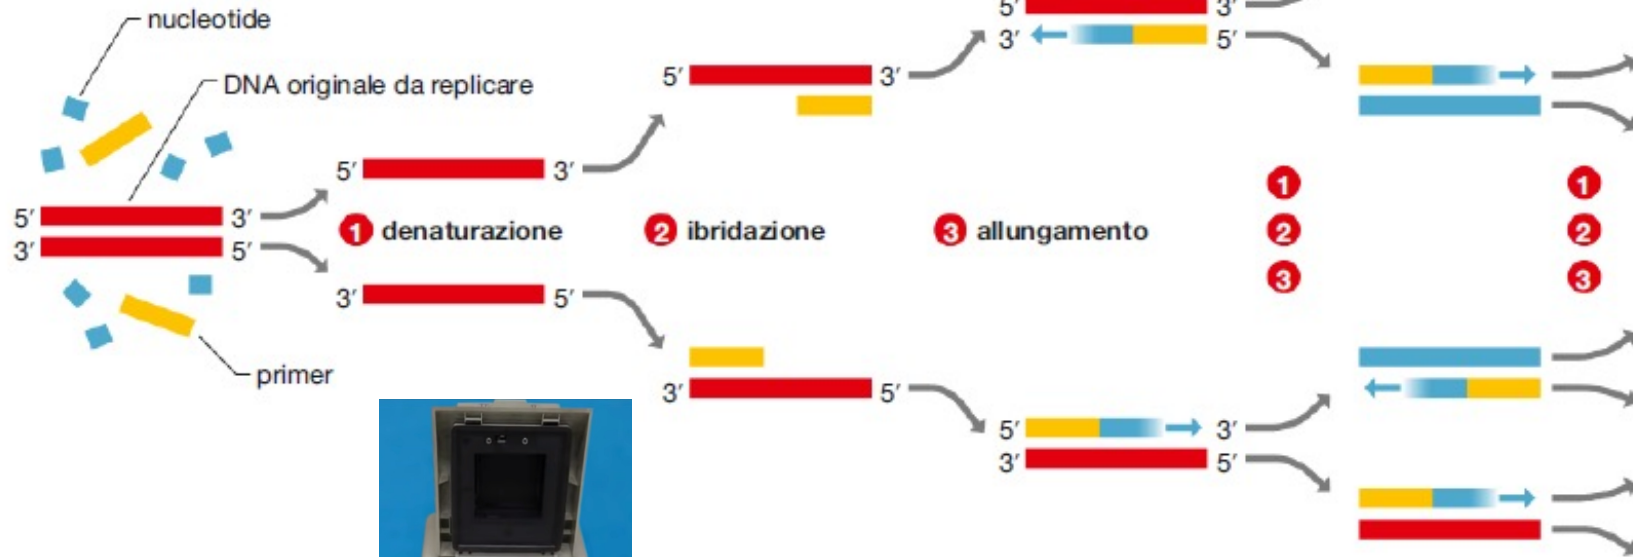 nucleotide
DNA originale da replicare
5′ 3′
3′ 5′
primer
5′ 3′
1 denaturazione
3′ 5′
5′ 3′
2 ibridazione
3′ 5′
5′ 3′
3′ 5′
3 allungamento
5′ 3′
3′ 5′
1
2
3
1
2
3